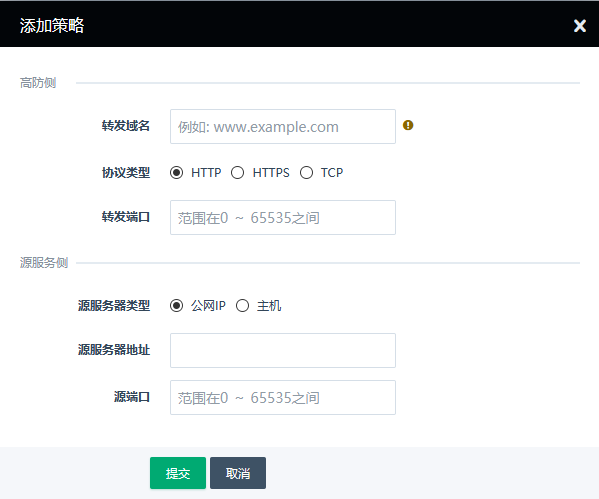 添加策略
高防侧
转发域名 例如: www.example.com
协议类型 HTTP HTTPS TCP
转发端口 范围在0 ~ 65535之间
源服务侧
源服务器类型 公网IP 主机
源服务器地址
源端口 范围在0 ~ 65535之间
提交 取消